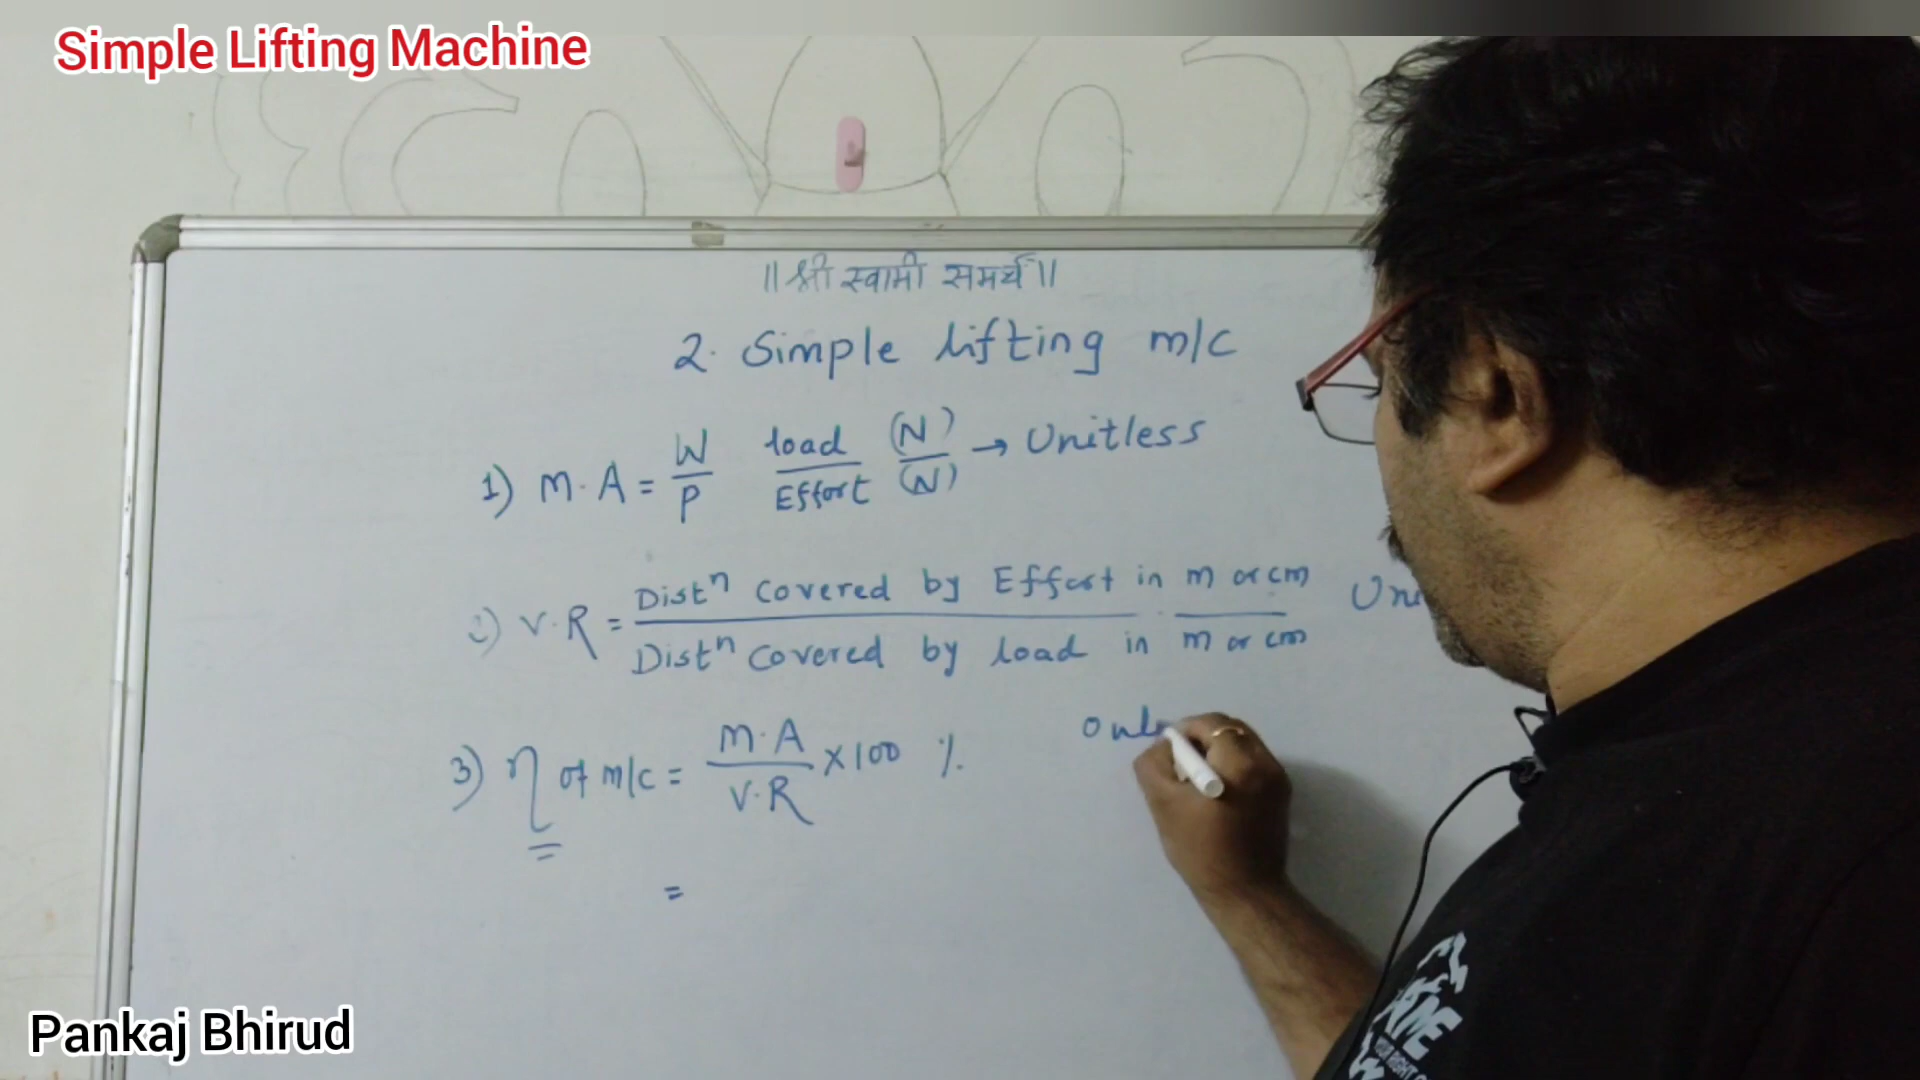 Simple Lifting Machine
॥ श्री स्वामी समर्थ ॥
2. Simple lifting m/c
1) M.A = W/P load/Effort (N)/(N) → Unitless
2) V.R = Distⁿ Covered by Effort in m or cm / Distⁿ Covered by load in m or cm
3) η of m/c = M.A/V.R ×100 %
=
Pankaj Bhirud